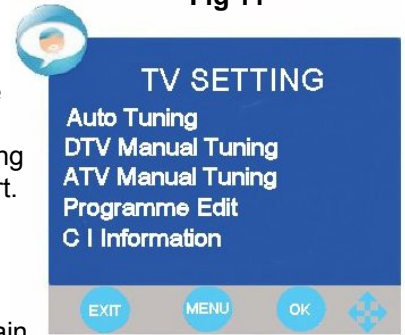 TV SETTING
Auto Tuning
DTV Manual Tuning
ATV Manual Tuning
Programme Edit
C I Information
EXIT MENU OK